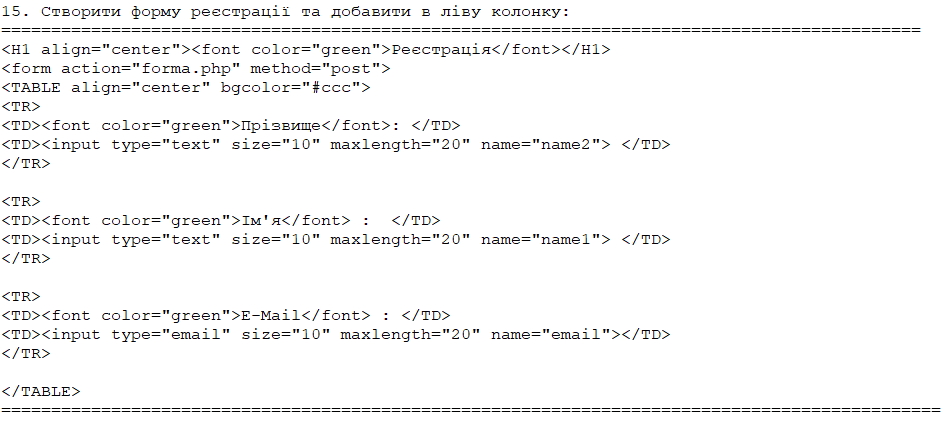 15. Створити форму реєстрації та добавити в ліву колонку:
============================================================================================
<H1 align="center"><font color="green">Реєстрація</font></H1>
<form action="forma.php" method="post">
<TABLE align="center" bgcolor="#ccc">
<TR>
<TD><font color="green">Прізвище</font>: </TD>
<TD><input type="text" size="10" maxlength="20" name="name2"> </TD>
</TR>
<TR>
<TD><font color="green">Ім'я</font> :  </TD>
<TD><input type="text" size="10" maxlength="20" name="name1"> </TD>
</TR>
<TR>
<TD><font color="green">E-Mail</font> : </TD>
<TD><input type="email" size="10" maxlength="20" name="email"></TD>
</TR>
</TABLE>
==============================================================================================